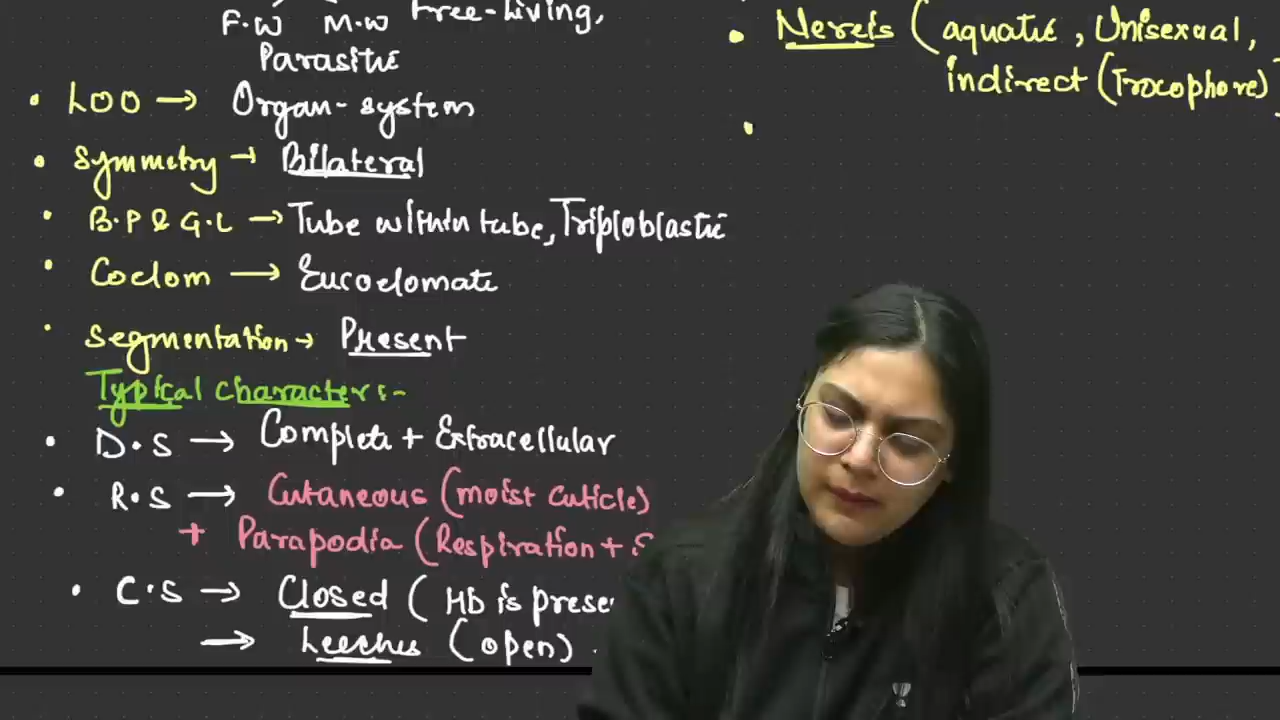 F.W M.W Free-living,
Parasitic
• LOO → Organ-system
• Symmetry → Bilateral
• B.P & G.L → Tube within tube, Triploblastic
• Coelom → Eucoelomate
• Segmentation → Present
Typical characters:-
• D.S → Complete + Extracellular
• R.S → Cutaneous (moist cuticle)
+ Parapodia (Respiration +
• C.S → Closed (Hb is prese
→ Leeches (open)
• Nereis (aquatic, Unisexual,
indirect (Trocophore)
•